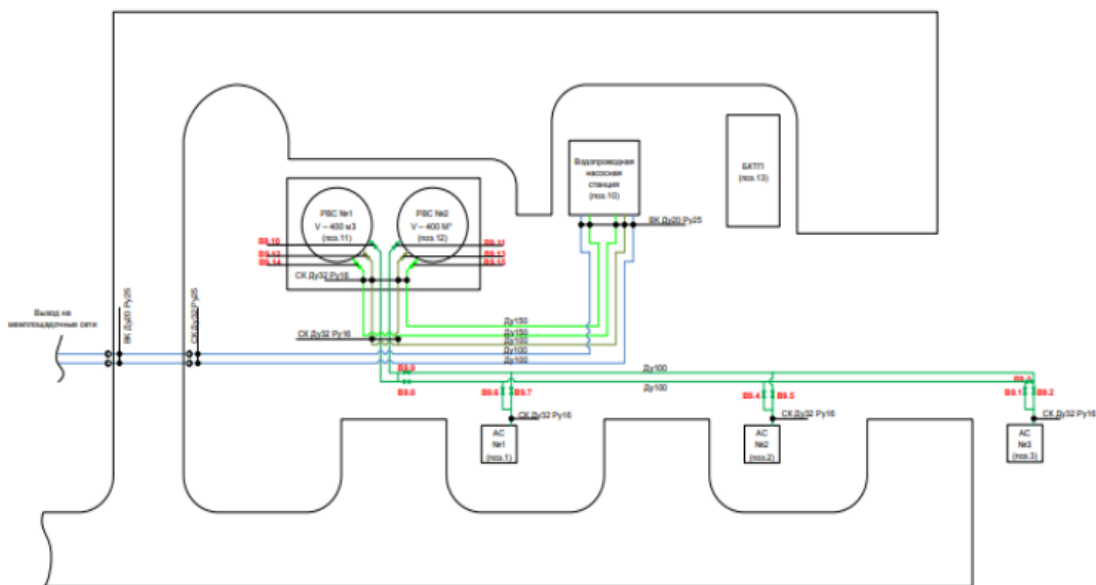 Водопроводная
насосная
станция
(поз.10)
БКТП
(поз.13)
РВС №1
V – 400 м3
(поз.11)
РВС №2
V – 400 М³
(поз.12)
ВК Ду20 Ру25
В9.10
В9.12
В9.14
В9.11
В9.13
В9.15
СК Ду32 Ру16
Выход на
межплощадочные сети
ВК Ду20 Ру25
СК Ду32 Ру25
СК Ду32 Ру16
Ду150
Ду150
Ду100
Ду100
Ду100
В9.9
В9.8
Ду100
Ду100
В9.6
В9.7
В9.4
В9.5
В9.1
В9.2
СК Ду32 Ру16
СК Ду32 Ру16
СК Ду32 Ру16
АС
№1
(поз.1)
АС
№2
(поз.2)
АС
№3
(поз.3)